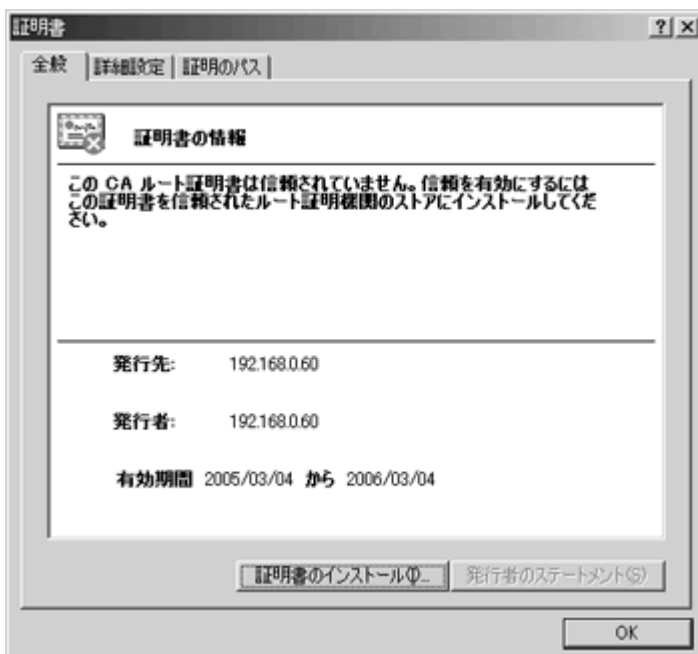 証明書
全般
詳細設定
証明のパス
証明書の情報
この CA ルート証明書は信頼されていません。信頼を有効にするには
この証明書を信頼されたルート証明機関のストアにインストールしてくだ
さい。
発行先: 192.168.0.60
発行者: 192.168.0.60
有効期間 2005/03/04 から 2006/03/04
証明書のインストール(I)...
発行者のステートメント(S)
OK